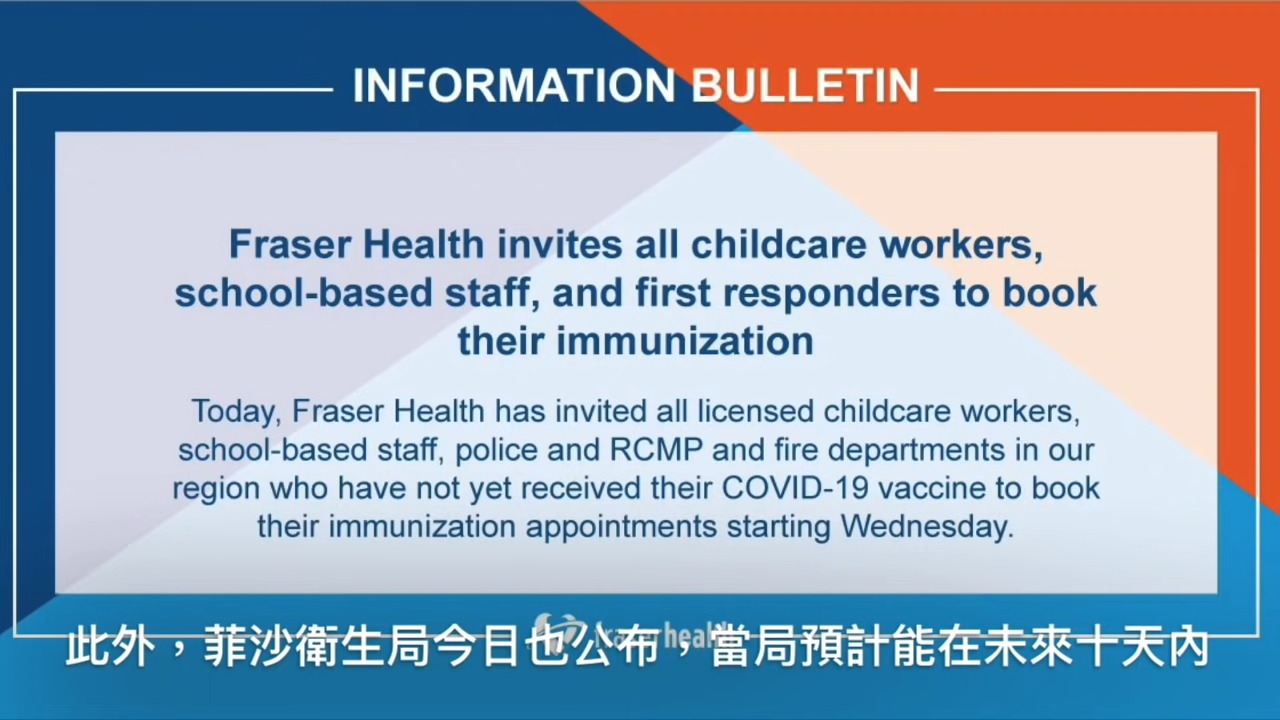 INFORMATION BULLETIN
Fraser Health invites all childcare workers,
school-based staff, and first responders to book
their immunization
Today, Fraser Health has invited all licensed childcare workers,
school-based staff, police and RCMP and fire departments in our
region who have not yet received their COVID-19 vaccine to book
their immunization appointments starting Wednesday.
fraserhealth
此外，菲沙衛生局今日也公布，當局預計能在未來十天內